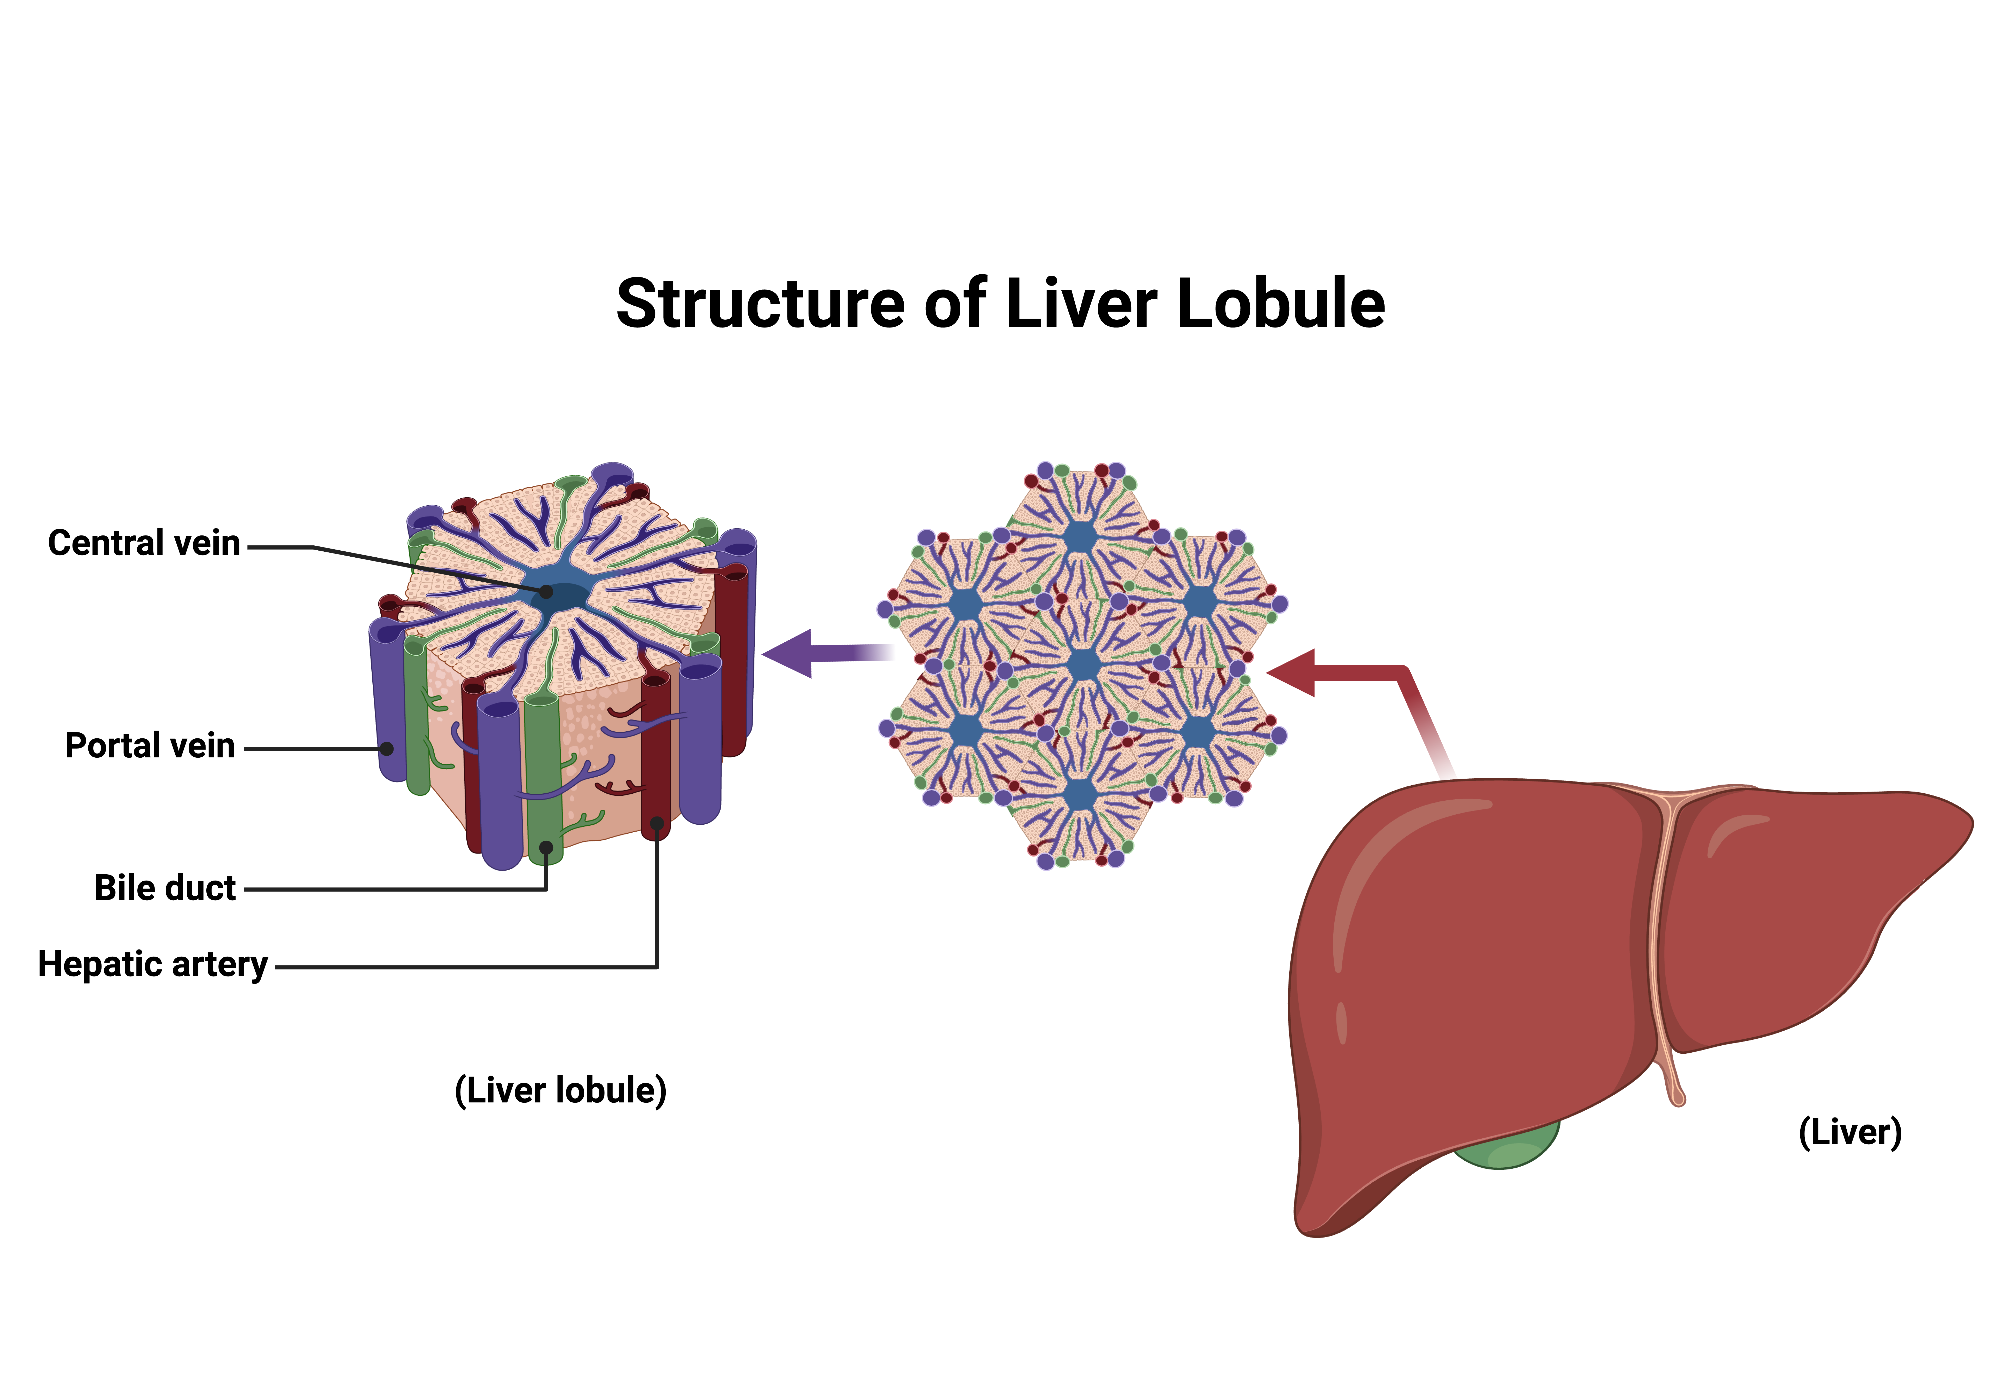 Structure of Liver Lobule
Central vein
Portal vein
Bile duct
Hepatic artery
(Liver lobule)
(Liver)